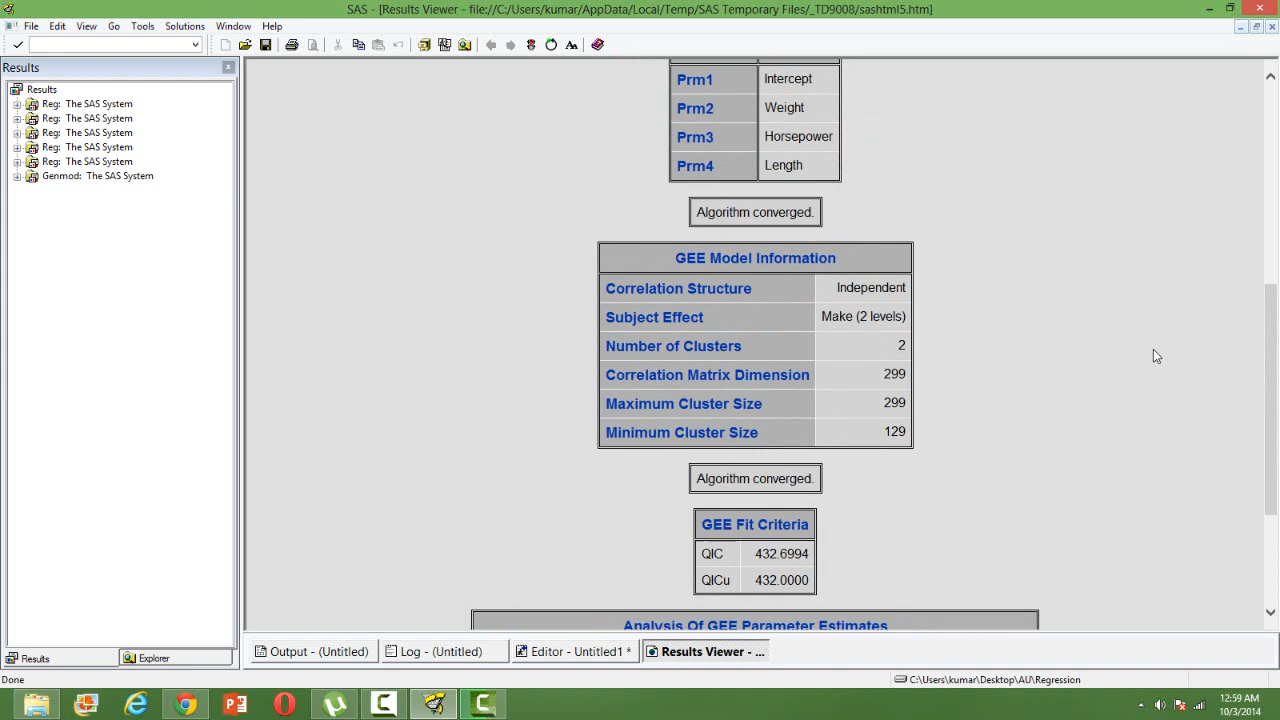 SAS - [Results Viewer - file://C:/Users/kumar/AppData/Local/Temp/SAS Temporary Files/_TD9008/sashtml5.htm]
File Edit View Go Tools Solutions Window Help
Results
Results
Reg: The SAS System
Reg: The SAS System
Reg: The SAS System
Reg: The SAS System
Reg: The SAS System
Genmod: The SAS System
Prm1 Intercept
Prm2 Weight
Prm3 Horsepower
Prm4 Length
Algorithm converged.
GEE Model Information
Correlation Structure Independent
Subject Effect Make (2 levels)
Number of Clusters 2
Correlation Matrix Dimension 299
Maximum Cluster Size 299
Minimum Cluster Size 129
Algorithm converged.
GEE Fit Criteria
QIC 432.6994
QICu 432.0000
Analysis Of GEE Parameter Estimates
Results Explorer
Output - (Untitled) Log - (Untitled) Editor - Untitled1 * Results Viewer - ...
Done C:\Users\kumar\Desktop\AU\Regression
12:59 AM
10/3/2014